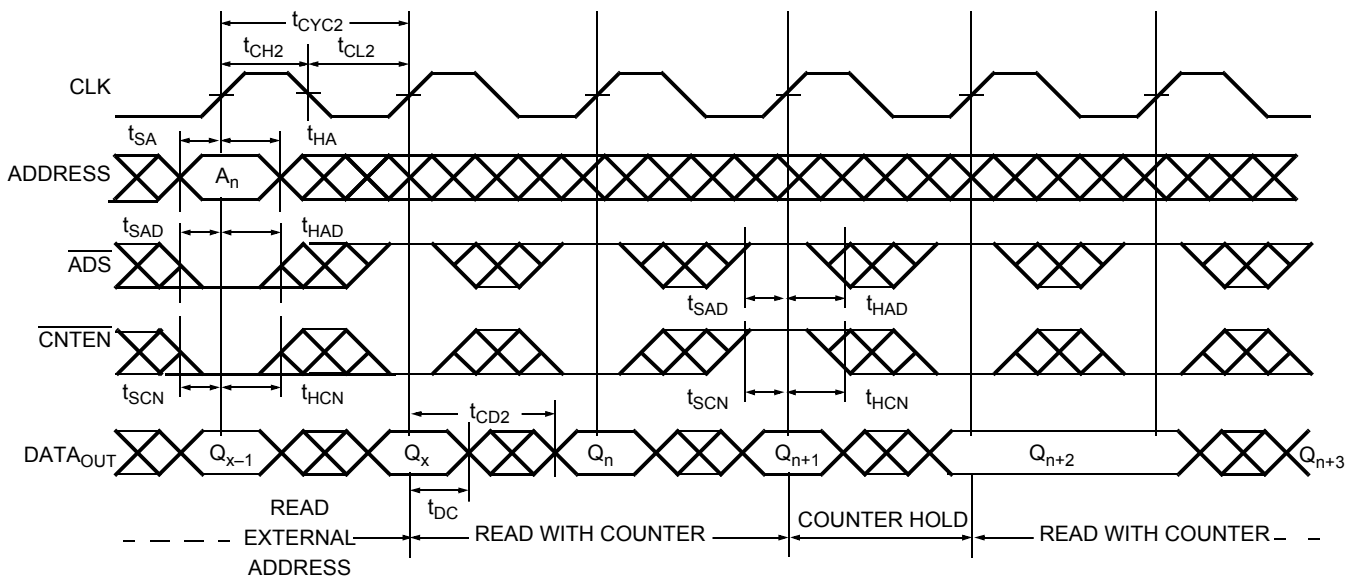 tCYC2
tCH2 tCL2
CLK
tSA tHA
ADDRESS An
tSAD tHAD
ADS
tSAD tHAD
CNTEN
tSCN tHCN tSCN tHCN
tCD2
DATAOUT Qx–1 Qx Qn Qn+1 Qn+2 Qn+3
tDC
READ EXTERNAL ADDRESS
READ WITH COUNTER
COUNTER HOLD
READ WITH COUNTER